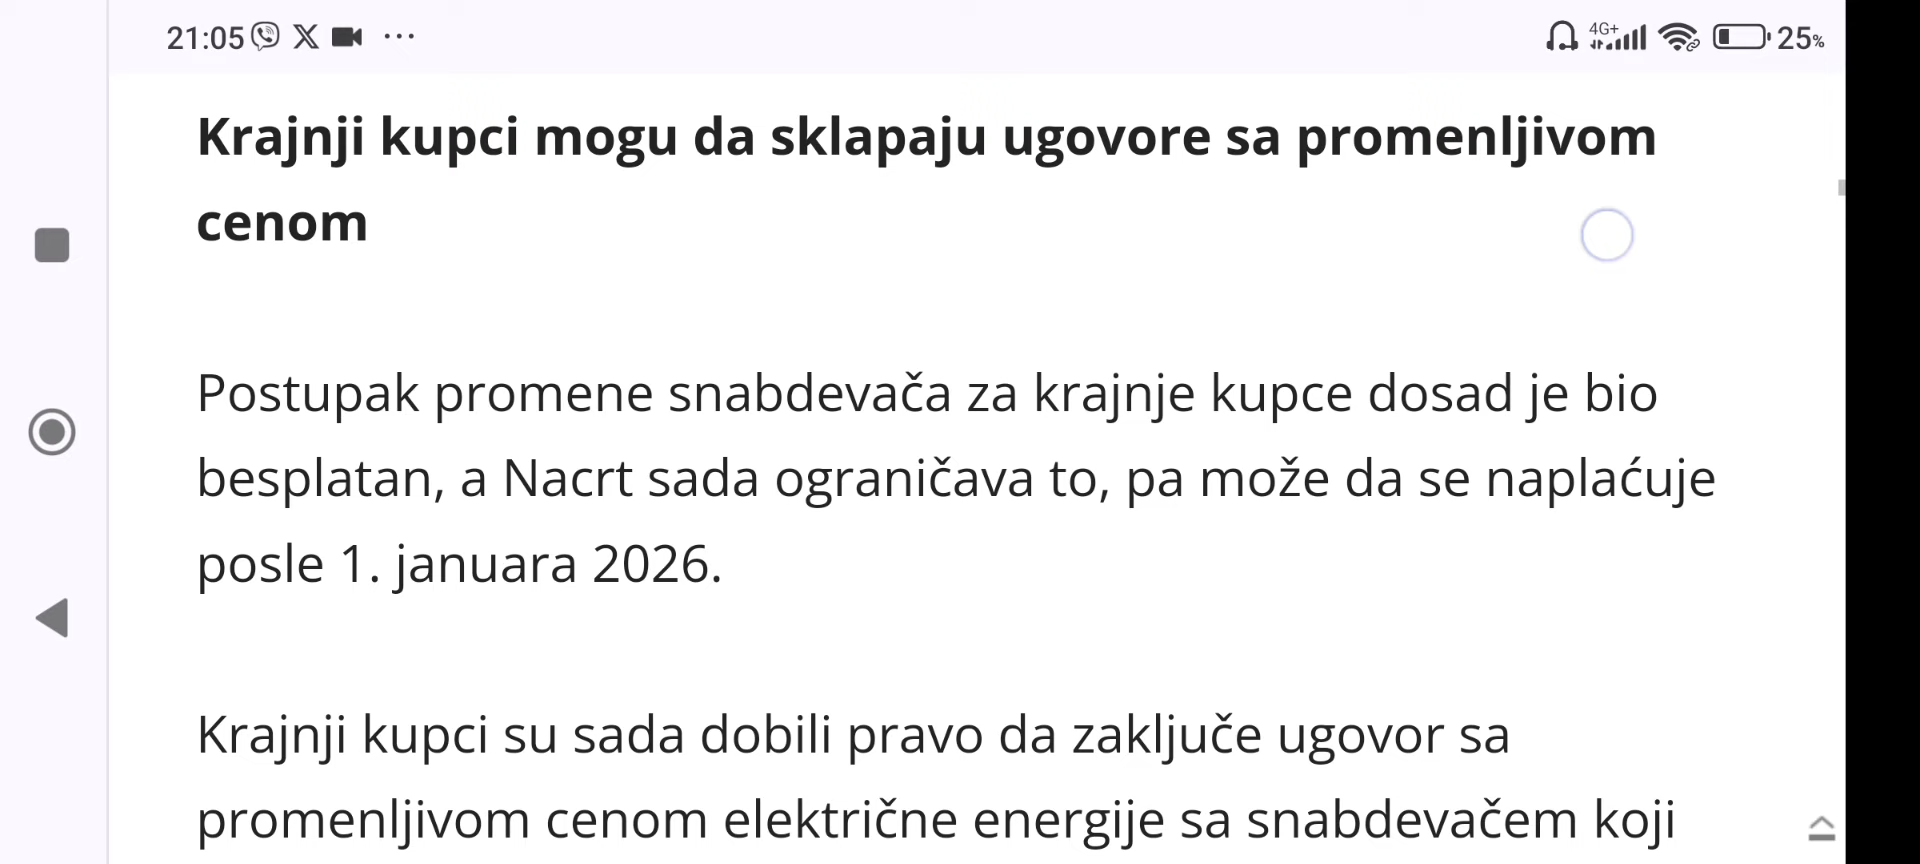 21:05 4G+ 25%
Krajnji kupci mogu da sklapaju ugovore sa promenljivom
cenom
Postupak promene snabdevača za krajnje kupce dosad je bio
besplatan, a Nacrt sada ograničava to, pa može da se naplaćuje
posle 1. januara 2026.
Krajnji kupci su sada dobili pravo da zaključe ugovor sa
promenljivom cenom električne energije sa snabdevačem koji